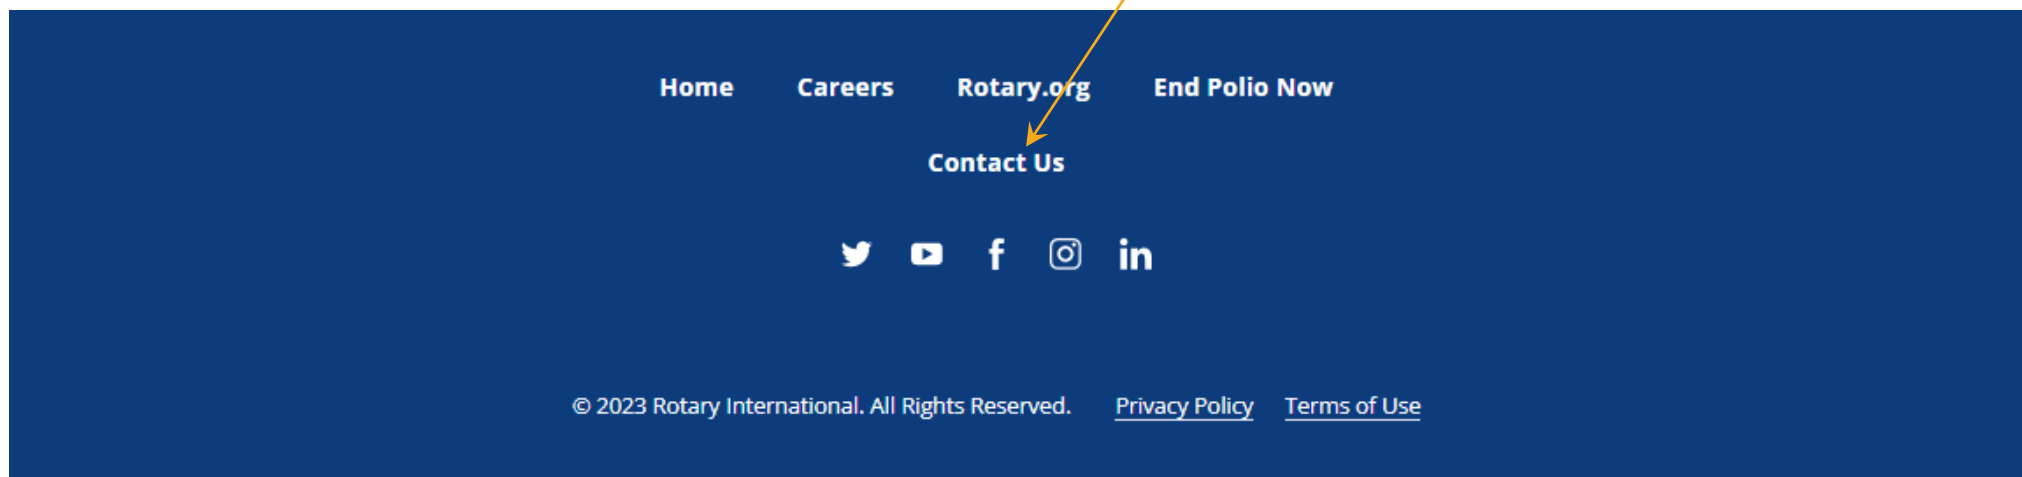 Home Careers Rotary.org End Polio Now
Contact Us
© 2023 Rotary International. All Rights Reserved. Privacy Policy Terms of Use